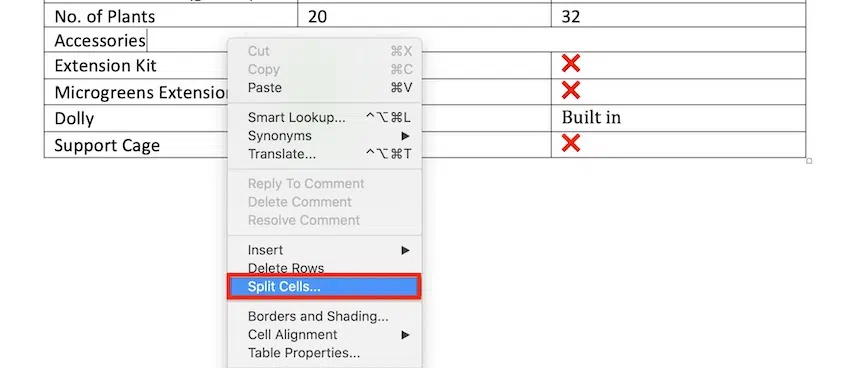 No. of Plants 20 32
Accessories
Cut ⌘X
Copy ⌘C
Extension Kit ❌
Paste ⌘V
Microgreens Extension ❌
Dolly Built in
Smart Lookup... ^⌥⌘L
Synonyms ▶
Support Cage ❌
Translate... ^⌥⌘T
Reply To Comment
Delete Comment
Resolve Comment
Insert ▶
Delete Rows
Split Cells...
Borders and Shading...
Cell Alignment ▶
Table Properties...